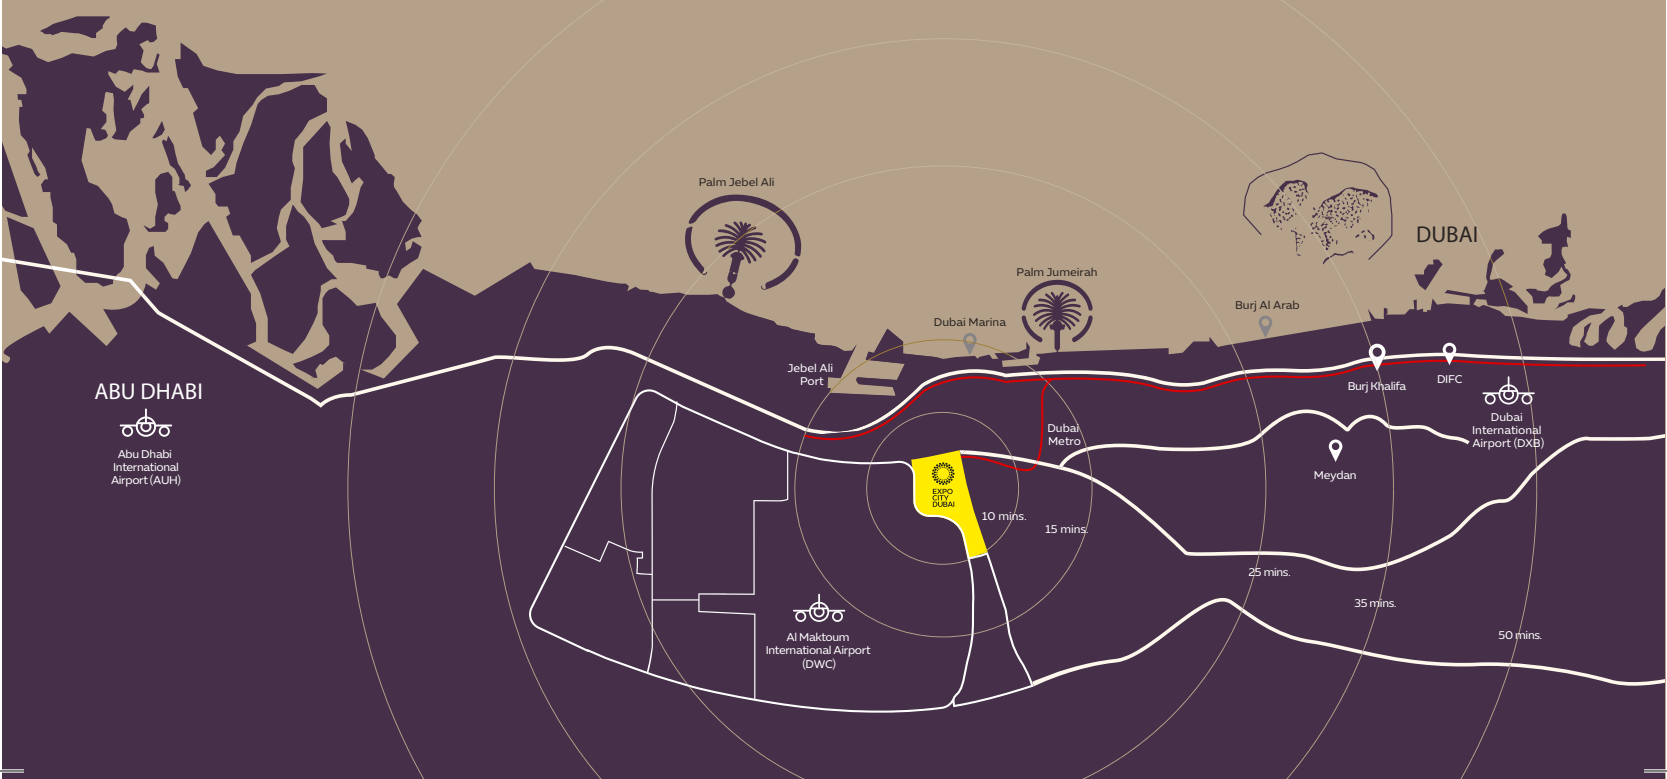 Palm Jebel Ali
DUBAI
Palm Jumeirah
Burj Al Arab
Dubai Marina
Jebel Ali
Port
Burj Khalifa
DIFC
ABU DHABI
Abu Dhabi
International
Airport (AUH)
Dubai
International
Airport (DXB)
Dubai
Metro
Meydan
EXPO
CITY
DUBAI
10 mins.
15 mins.
25 mins.
35 mins.
50 mins.
Al Maktoum
International Airport
(DWC)